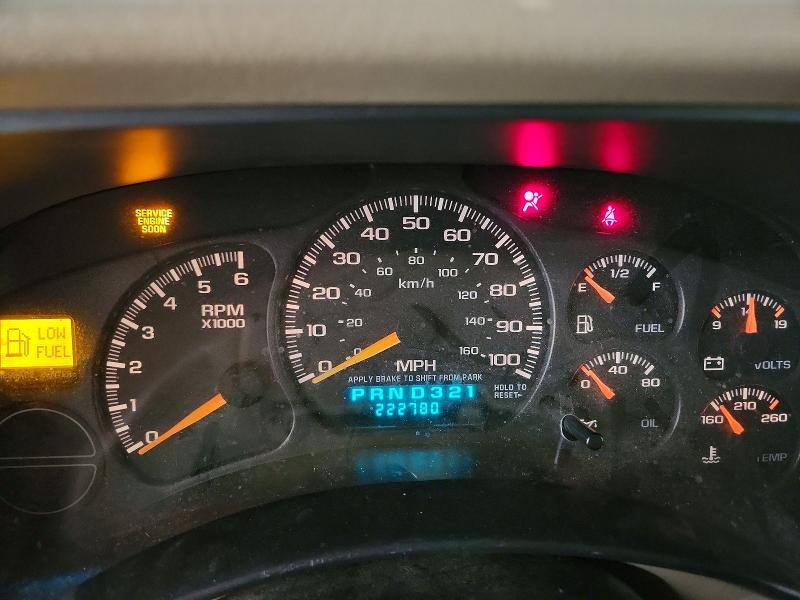 SERVICE
ENGINE
SOON
LOW
FUEL
0 1 2 3 4 5 6
RPM
X1000
0 10 20 30 40 50 60 70 80 90 100
0 20 40 60 80 100 120 140 160
km/h
MPH
APPLY BRAKE TO SHIFT FROM PARK
PRND321
222780
HOLD TO
RESET
E 1/2 F
FUEL
0 40 80
OIL
9 14 19
VOLTS
160 210 260
TEMP